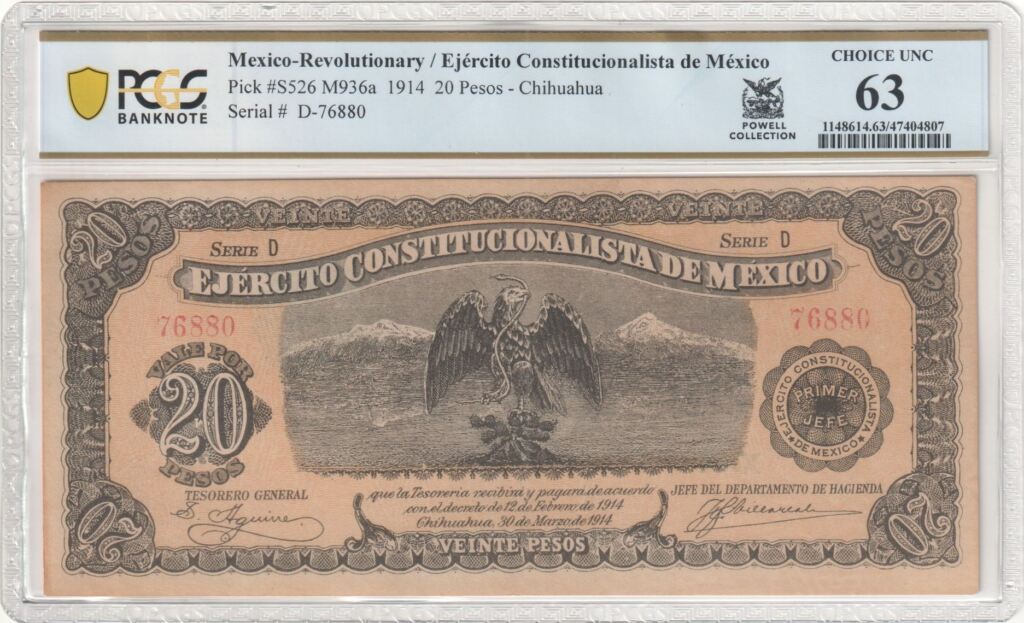 PCGS
BANKNOTE
Mexico-Revolutionary / Ejército Constitucionalista de México
Pick #S526 M936a 1914 20 Pesos - Chihuahua
Serial # D-76880
POWELL
COLLECTION
CHOICE UNC
63
1148614.63/47404807
20
PESOS
VEINTE
VEINTE
20
PESOS
SERIE D
SERIE D
EJÉRCITO CONSTITUCIONALISTA DE MÉXICO
76880
76880
VALE POR
20
PESOS
EJERCITO CONSTITUCIONALISTA
DE MEXICO
PRIMER
JEFE
TESORERO GENERAL
S. Aguirre
que la Tesoreria recibirá y pagará de acuerdo
con el decreto de 12 de Febrero de 1914
Chihuahua, 30 de Marzo de 1914
JEFE DEL DEPARTAMENTO DE HACIENDA
20
VEINTE PESOS
20